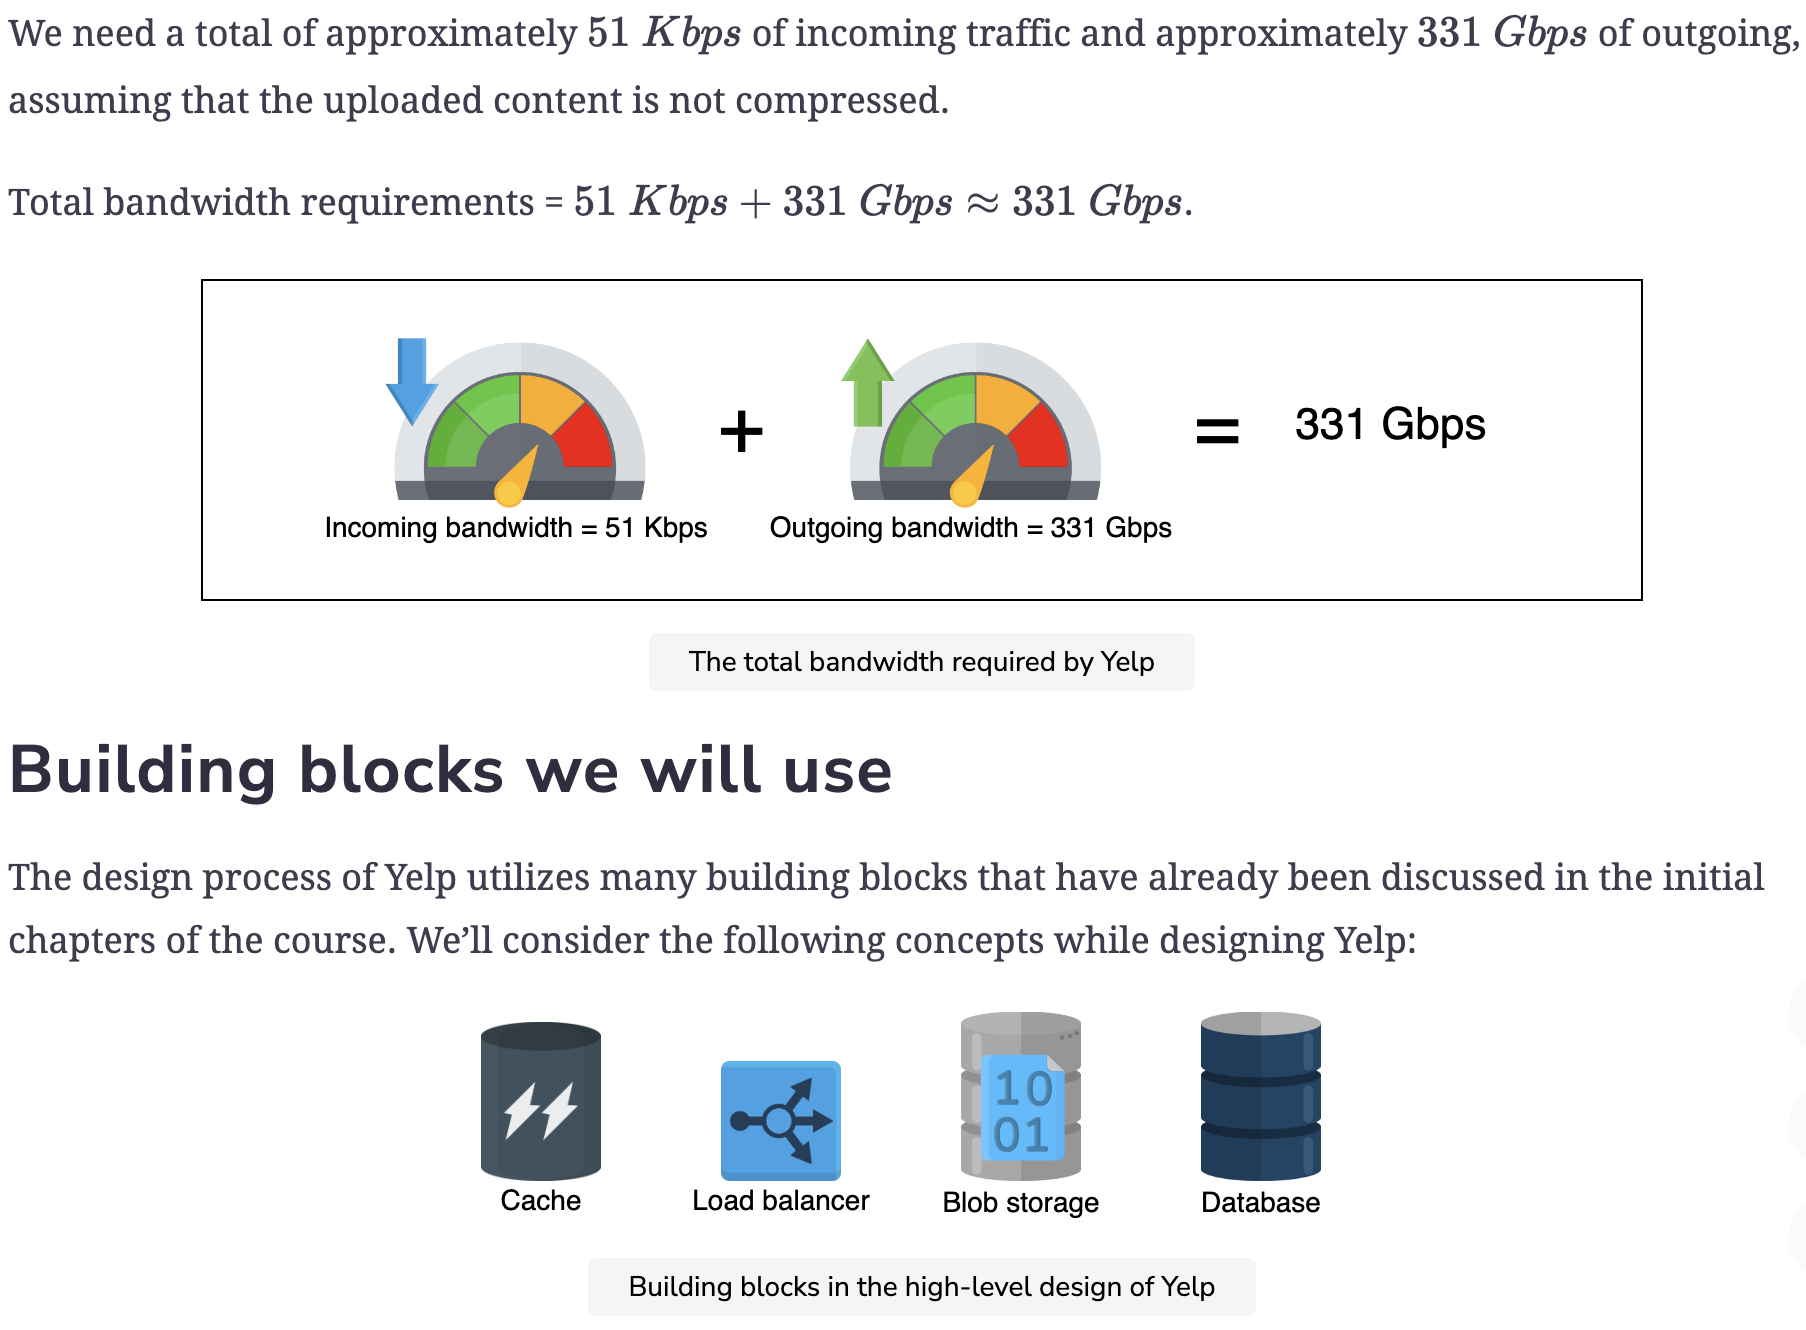 We need a total of approximately 51 Kbps of incoming traffic and approximately 331 Gbps of outgoing,
assuming that the uploaded content is not compressed.
Total bandwidth requirements = 51 Kbps + 331 Gbps ≈ 331 Gbps.
+ = 331 Gbps
Incoming bandwidth = 51 Kbps Outgoing bandwidth = 331 Gbps
The total bandwidth required by Yelp
Building blocks we will use
The design process of Yelp utilizes many building blocks that have already been discussed in the initial
chapters of the course. We’ll consider the following concepts while designing Yelp:
10
01
Cache Load balancer Blob storage Database
Building blocks in the high-level design of Yelp